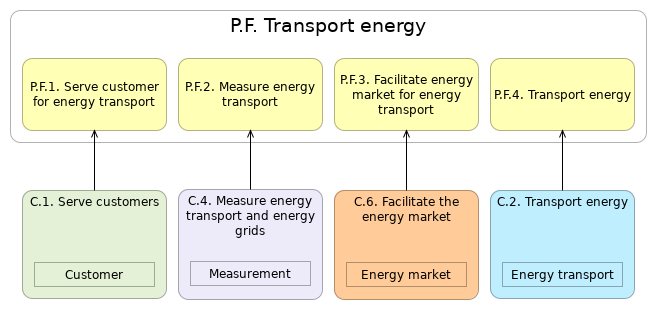 P.F. Transport energy
P.F.1. Serve customer
for energy transport
P.F.2. Measure energy
transport
P.F.3. Facilitate energy
market for energy
transport
P.F.4. Transport energy
C.1. Serve customers
Customer
C.4. Measure energy
transport and energy
grids
Measurement
C.6. Facilitate the
energy market
Energy market
C.2. Transport energy
Energy transport